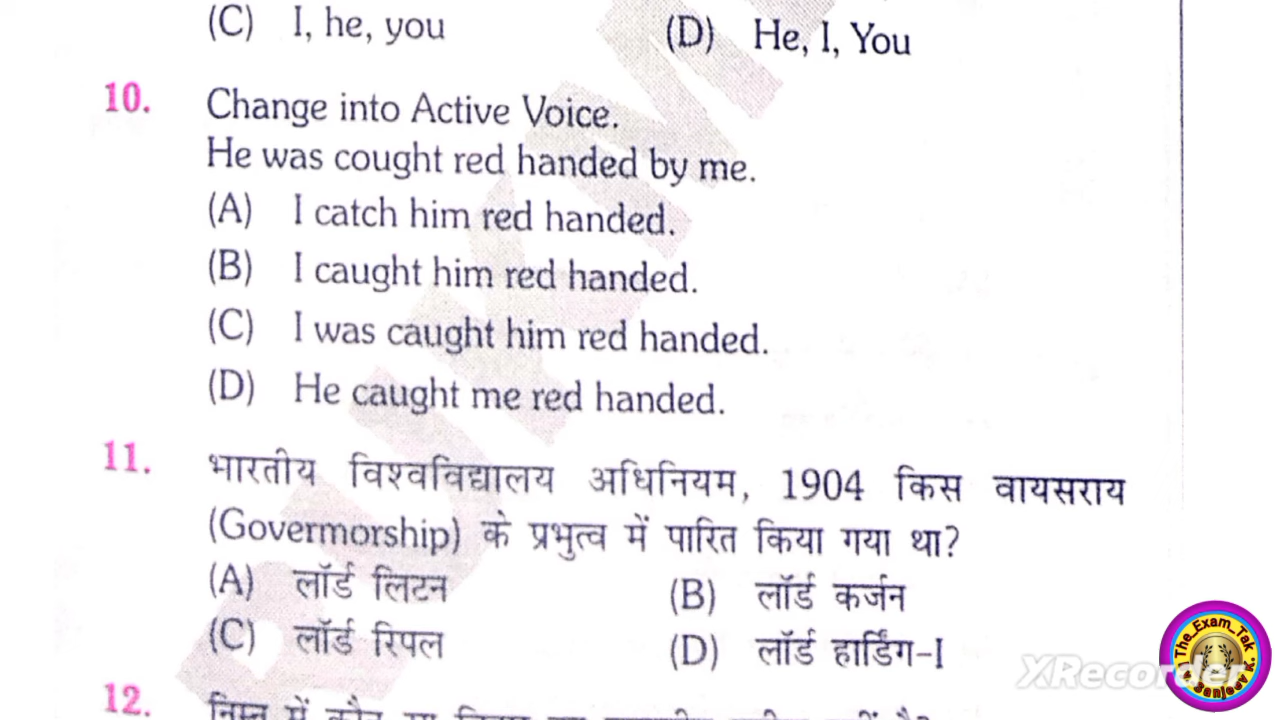 (C) I, he, you (D) He, I, You
10. Change into Active Voice.
He was cought red handed by me.
(A) I catch him red handed.
(B) I caught him red handed.
(C) I was caught him red handed.
(D) He caught me red handed.
11. भारतीय विश्वविद्यालय अधिनियम, 1904 किस वायसराय
(Govermorship) के प्रभुत्व में पारित किया गया था?
(A) लॉर्ड लिटन (B) लॉर्ड कर्जन
(C) लॉर्ड रिपल (D) लॉर्ड हार्डिंग-I
12. निम्न में कौन
The_Exam_Tak
Sanjeev K.
XRecorder